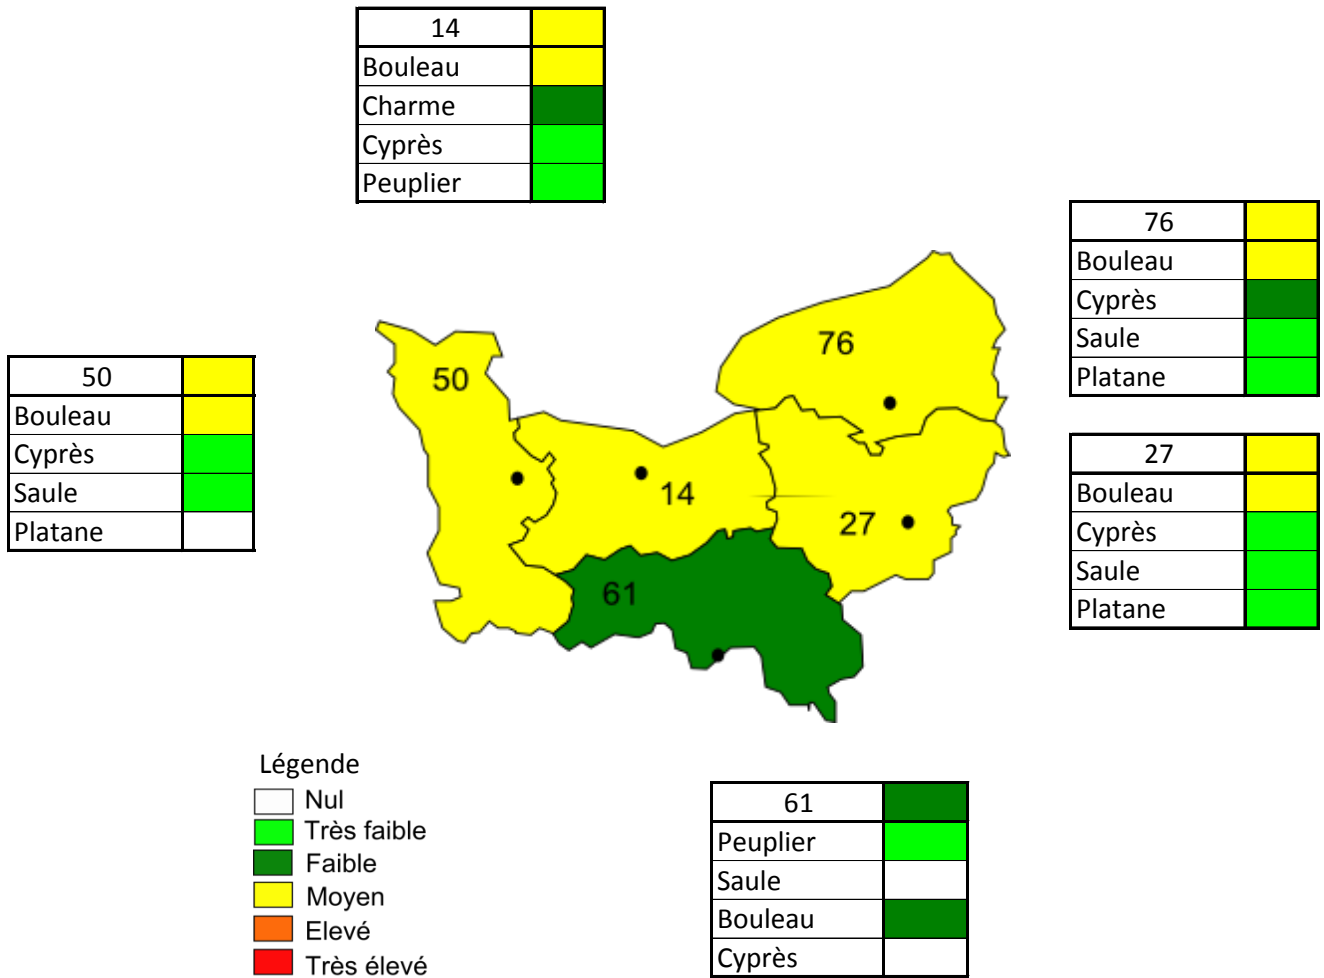 14
Bouleau
Charme
Cyprès
Peuplier
76
Bouleau
Cyprès
Saule
Platane
50
Bouleau
Cyprès
Saule
Platane
27
Bouleau
Cyprès
Saule
Platane
76
50
14
27
61
Légende
Nul
Très faible
Faible
Moyen
Elevé
Très élevé
61
Peuplier
Saule
Bouleau
Cyprès